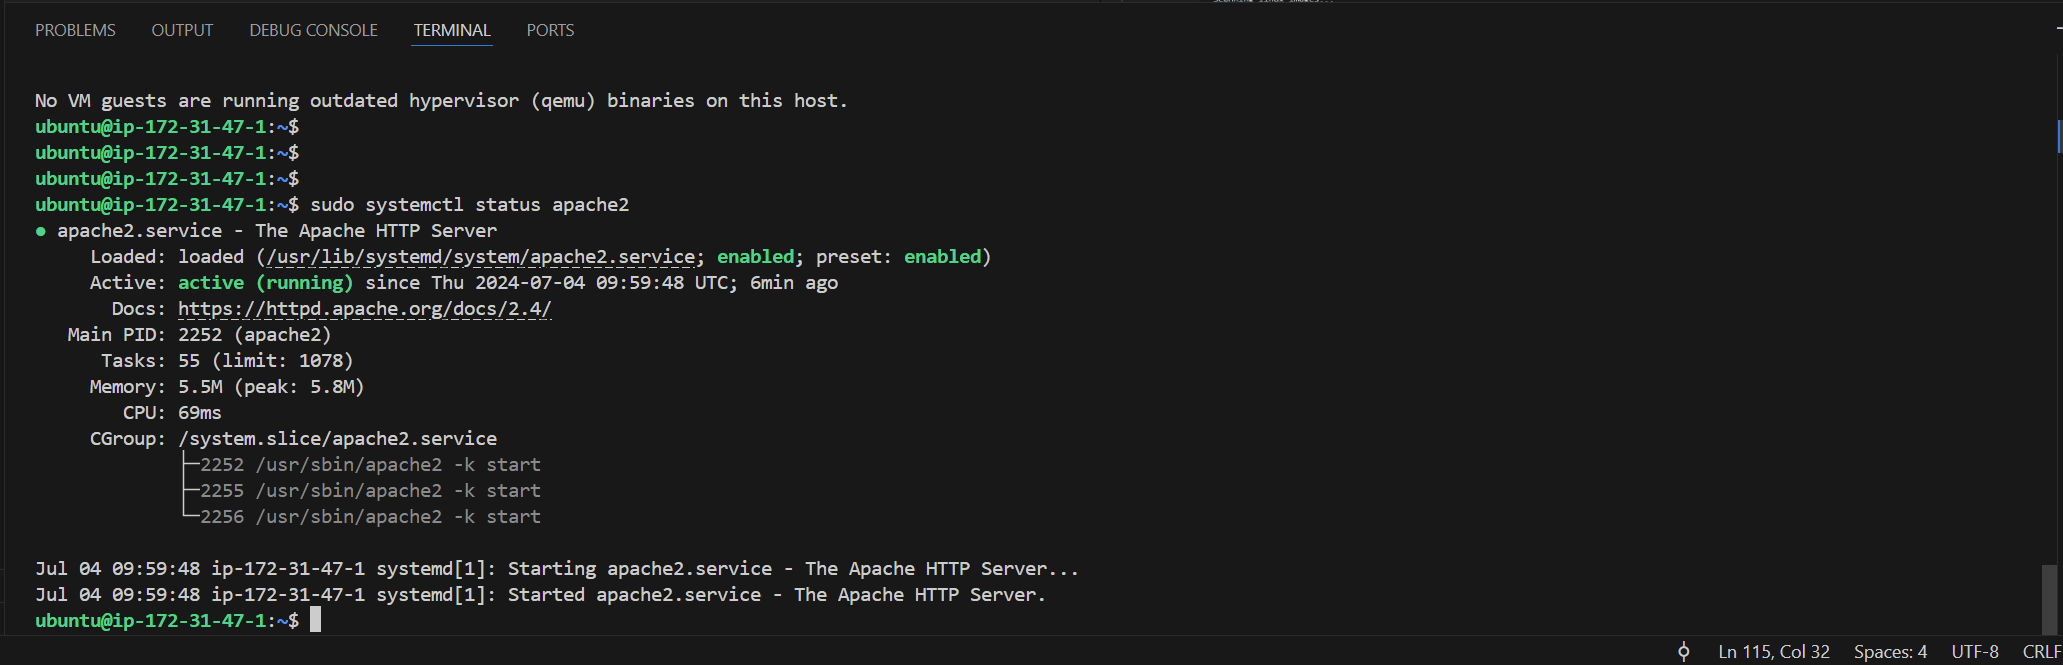 PROBLEMS OUTPUT DEBUG CONSOLE TERMINAL PORTS
No VM guests are running outdated hypervisor (qemu) binaries on this host.
ubuntu@ip-172-31-47-1:~$
ubuntu@ip-172-31-47-1:~$
ubuntu@ip-172-31-47-1:~$
ubuntu@ip-172-31-47-1:~$ sudo systemctl status apache2
● apache2.service - The Apache HTTP Server
Loaded: loaded (/usr/lib/systemd/system/apache2.service; enabled; preset: enabled)
Active: active (running) since Thu 2024-07-04 09:59:48 UTC; 6min ago
Docs: https://httpd.apache.org/docs/2.4/
Main PID: 2252 (apache2)
Tasks: 55 (limit: 1078)
Memory: 5.5M (peak: 5.8M)
CPU: 69ms
CGroup: /system.slice/apache2.service
├─2252 /usr/sbin/apache2 -k start
├─2255 /usr/sbin/apache2 -k start
└─2256 /usr/sbin/apache2 -k start
Jul 04 09:59:48 ip-172-31-47-1 systemd[1]: Starting apache2.service - The Apache HTTP Server...
Jul 04 09:59:48 ip-172-31-47-1 systemd[1]: Started apache2.service - The Apache HTTP Server.
ubuntu@ip-172-31-47-1:~$
Ln 115, Col 32 Spaces: 4 UTF-8 CRLF